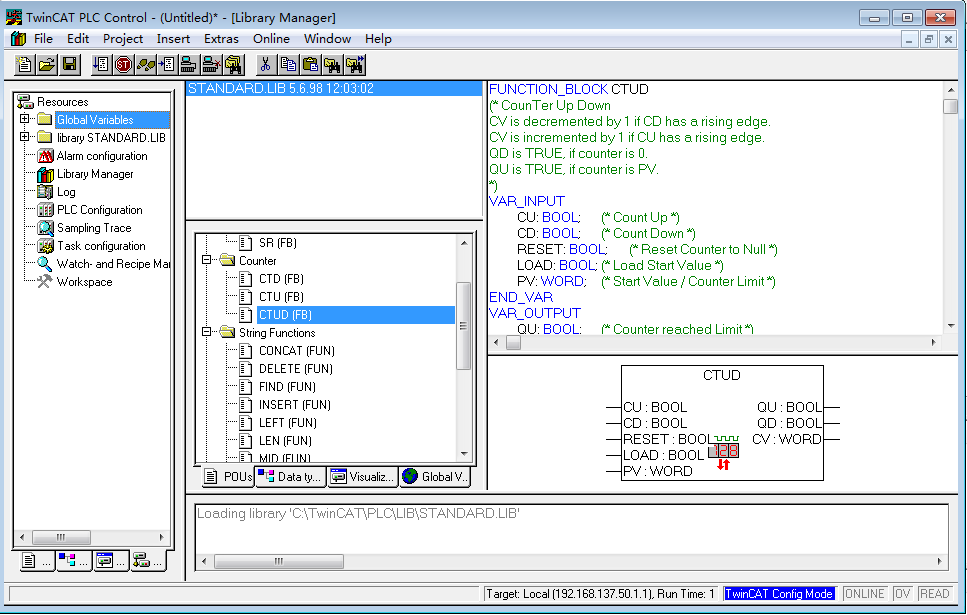 TwinCAT PLC Control - (Untitled)* - [Library Manager]
File Edit Project Insert Extras Online Window Help
Resources
Global Variables
library STANDARD.LIB
Alarm configuration
Library Manager
Log
PLC Configuration
Sampling Trace
Task configuration
Watch- and Recipe Mar
Workspace
... ... ... ...
STANDARD.LIB 5.6.98 12:03:02
SR (FB)
Counter
CTD (FB)
CTU (FB)
CTUD (FB)
String Functions
CONCAT (FUN)
DELETE (FUN)
FIND (FUN)
INSERT (FUN)
LEFT (FUN)
LEN (FUN)
MID (FUN)
POUs Data ty... Visualiz... Global V..
FUNCTION_BLOCK CTUD
(* CounTer Up Down
CV is decremented by 1 if CD has a rising edge.
CV is incremented by 1 if CU has a rising edge.
QD is TRUE, if counter is 0.
QU is TRUE, if counter is PV.
*)
VAR_INPUT
CU: BOOL; (* Count Up *)
CD: BOOL; (* Count Down *)
RESET: BOOL; (* Reset Counter to Null *)
LOAD: BOOL; (* Load Start Value *)
PV: WORD; (* Start Value / Counter Limit *)
END_VAR
VAR_OUTPUT
QU: BOOL; (* Counter reached Limit *)
CTUD
CU : BOOL QU : BOOL
CD : BOOL QD : BOOL
RESET : BOOL CV : WORD
LOAD : BOOL 128
PV : WORD
Loading library 'C:\TwinCAT\PLC\LIB\STANDARD.LIB'
Target: Local (192.168.137.50.1.1), Run Time: 1 TwinCAT Config Mode ONLINE OV READ